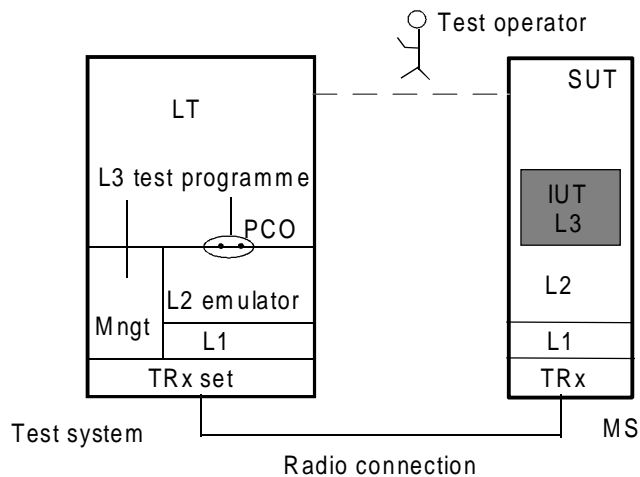 Test operator
SUT
LT
L3 test programme
IUT
L3
PCO
L2 emulator
L2
Mngt
L1
L1
TRx set
TRx
Test system
MS
Radio connection